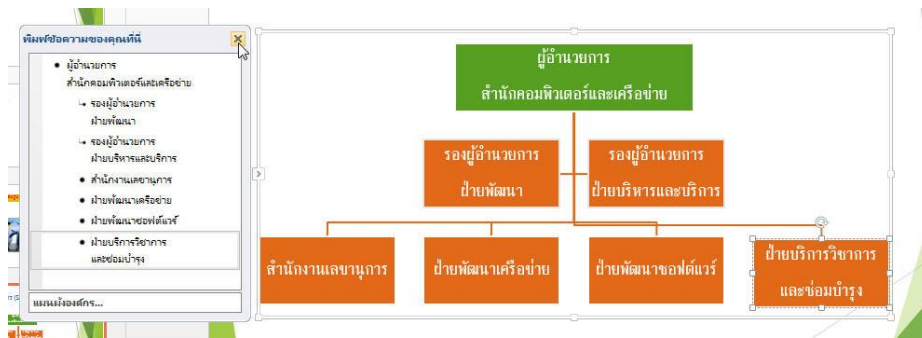 พิมพ์ข้อความของคุณที่นี่
ผู้อำนวยการ
สำนักคอมพิวเตอร์และเครือข่าย
รองผู้อำนวยการ
ฝ่ายพัฒนา
รองผู้อำนวยการ
ฝ่ายบริหารและบริการ
สำนักงานเลขานุการ
ฝ่ายพัฒนาเครือข่าย
ฝ่ายพัฒนาซอฟต์แวร์
ฝ่ายบริการวิชาการ
และซ่อมบำรุง
แผนผังองค์กร...
ผู้อำนวยการ
สำนักคอมพิวเตอร์และเครือข่าย
รองผู้อำนวยการ
ฝ่ายพัฒนา
รองผู้อำนวยการ
ฝ่ายบริหารและบริการ
สำนักงานเลขานุการ
ฝ่ายพัฒนาเครือข่าย
ฝ่ายพัฒนาซอฟต์แวร์
ฝ่ายบริการวิชาการ
และซ่อมบำรุง